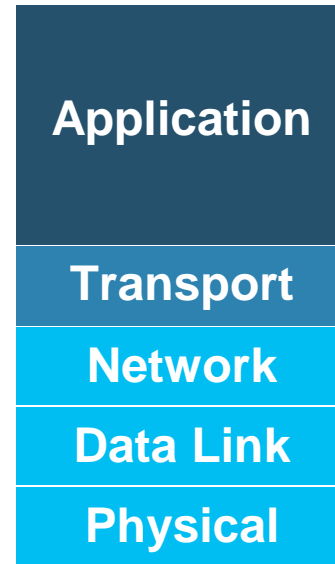 Application
Transport
Network
Data Link
Physical